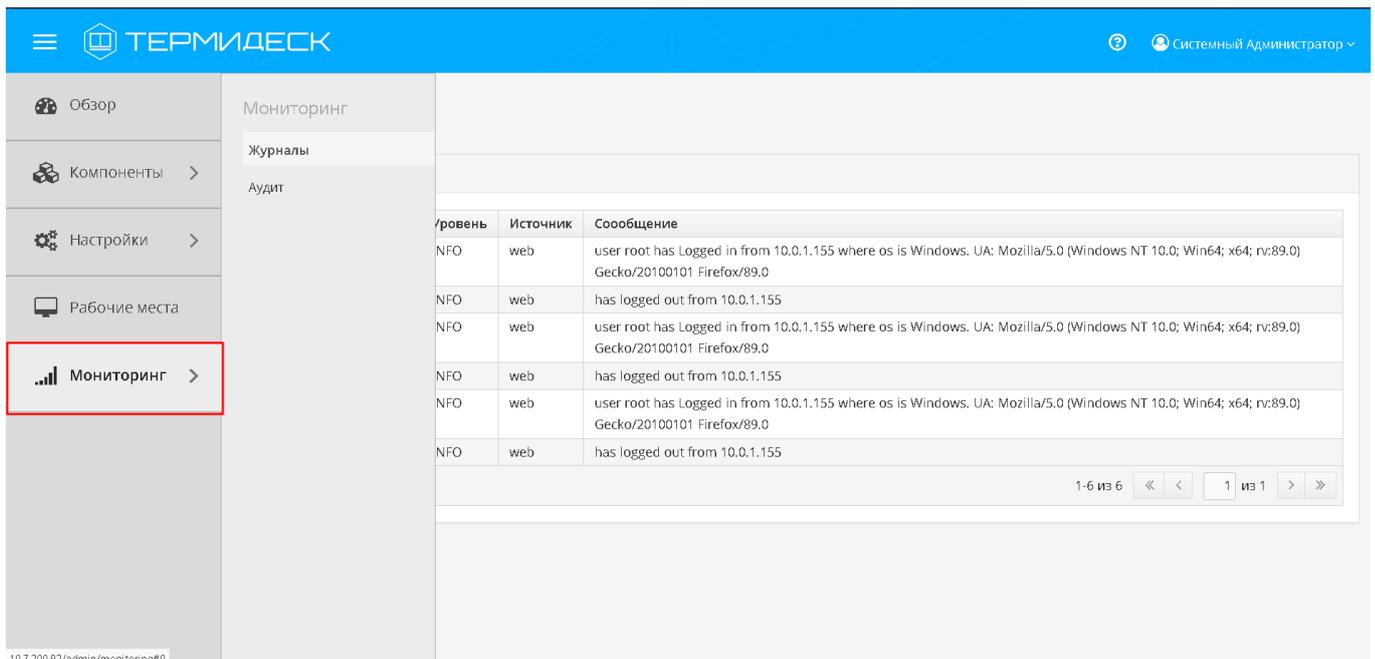 ТЕРМИДЕСК
Системный Администратор
Обзор
Компоненты
Настройки
Рабочие места
Мониторинг
Мониторинг
Журналы
Аудит
Уровень Источник Соообщение
NFO web user root has Logged in from 10.0.1.155 where os is Windows. UA: Mozilla/5.0 (Windows NT 10.0; Win64; x64; rv:89.0)
Gecko/20100101 Firefox/89.0
NFO web has logged out from 10.0.1.155
NFO web user root has Logged in from 10.0.1.155 where os is Windows. UA: Mozilla/5.0 (Windows NT 10.0; Win64; x64; rv:89.0)
Gecko/20100101 Firefox/89.0
NFO web has logged out from 10.0.1.155
NFO web user root has Logged in from 10.0.1.155 where os is Windows. UA: Mozilla/5.0 (Windows NT 10.0; Win64; x64; rv:89.0)
Gecko/20100101 Firefox/89.0
NFO web has logged out from 10.0.1.155
1-6 из 6 « < 1 из 1 > »